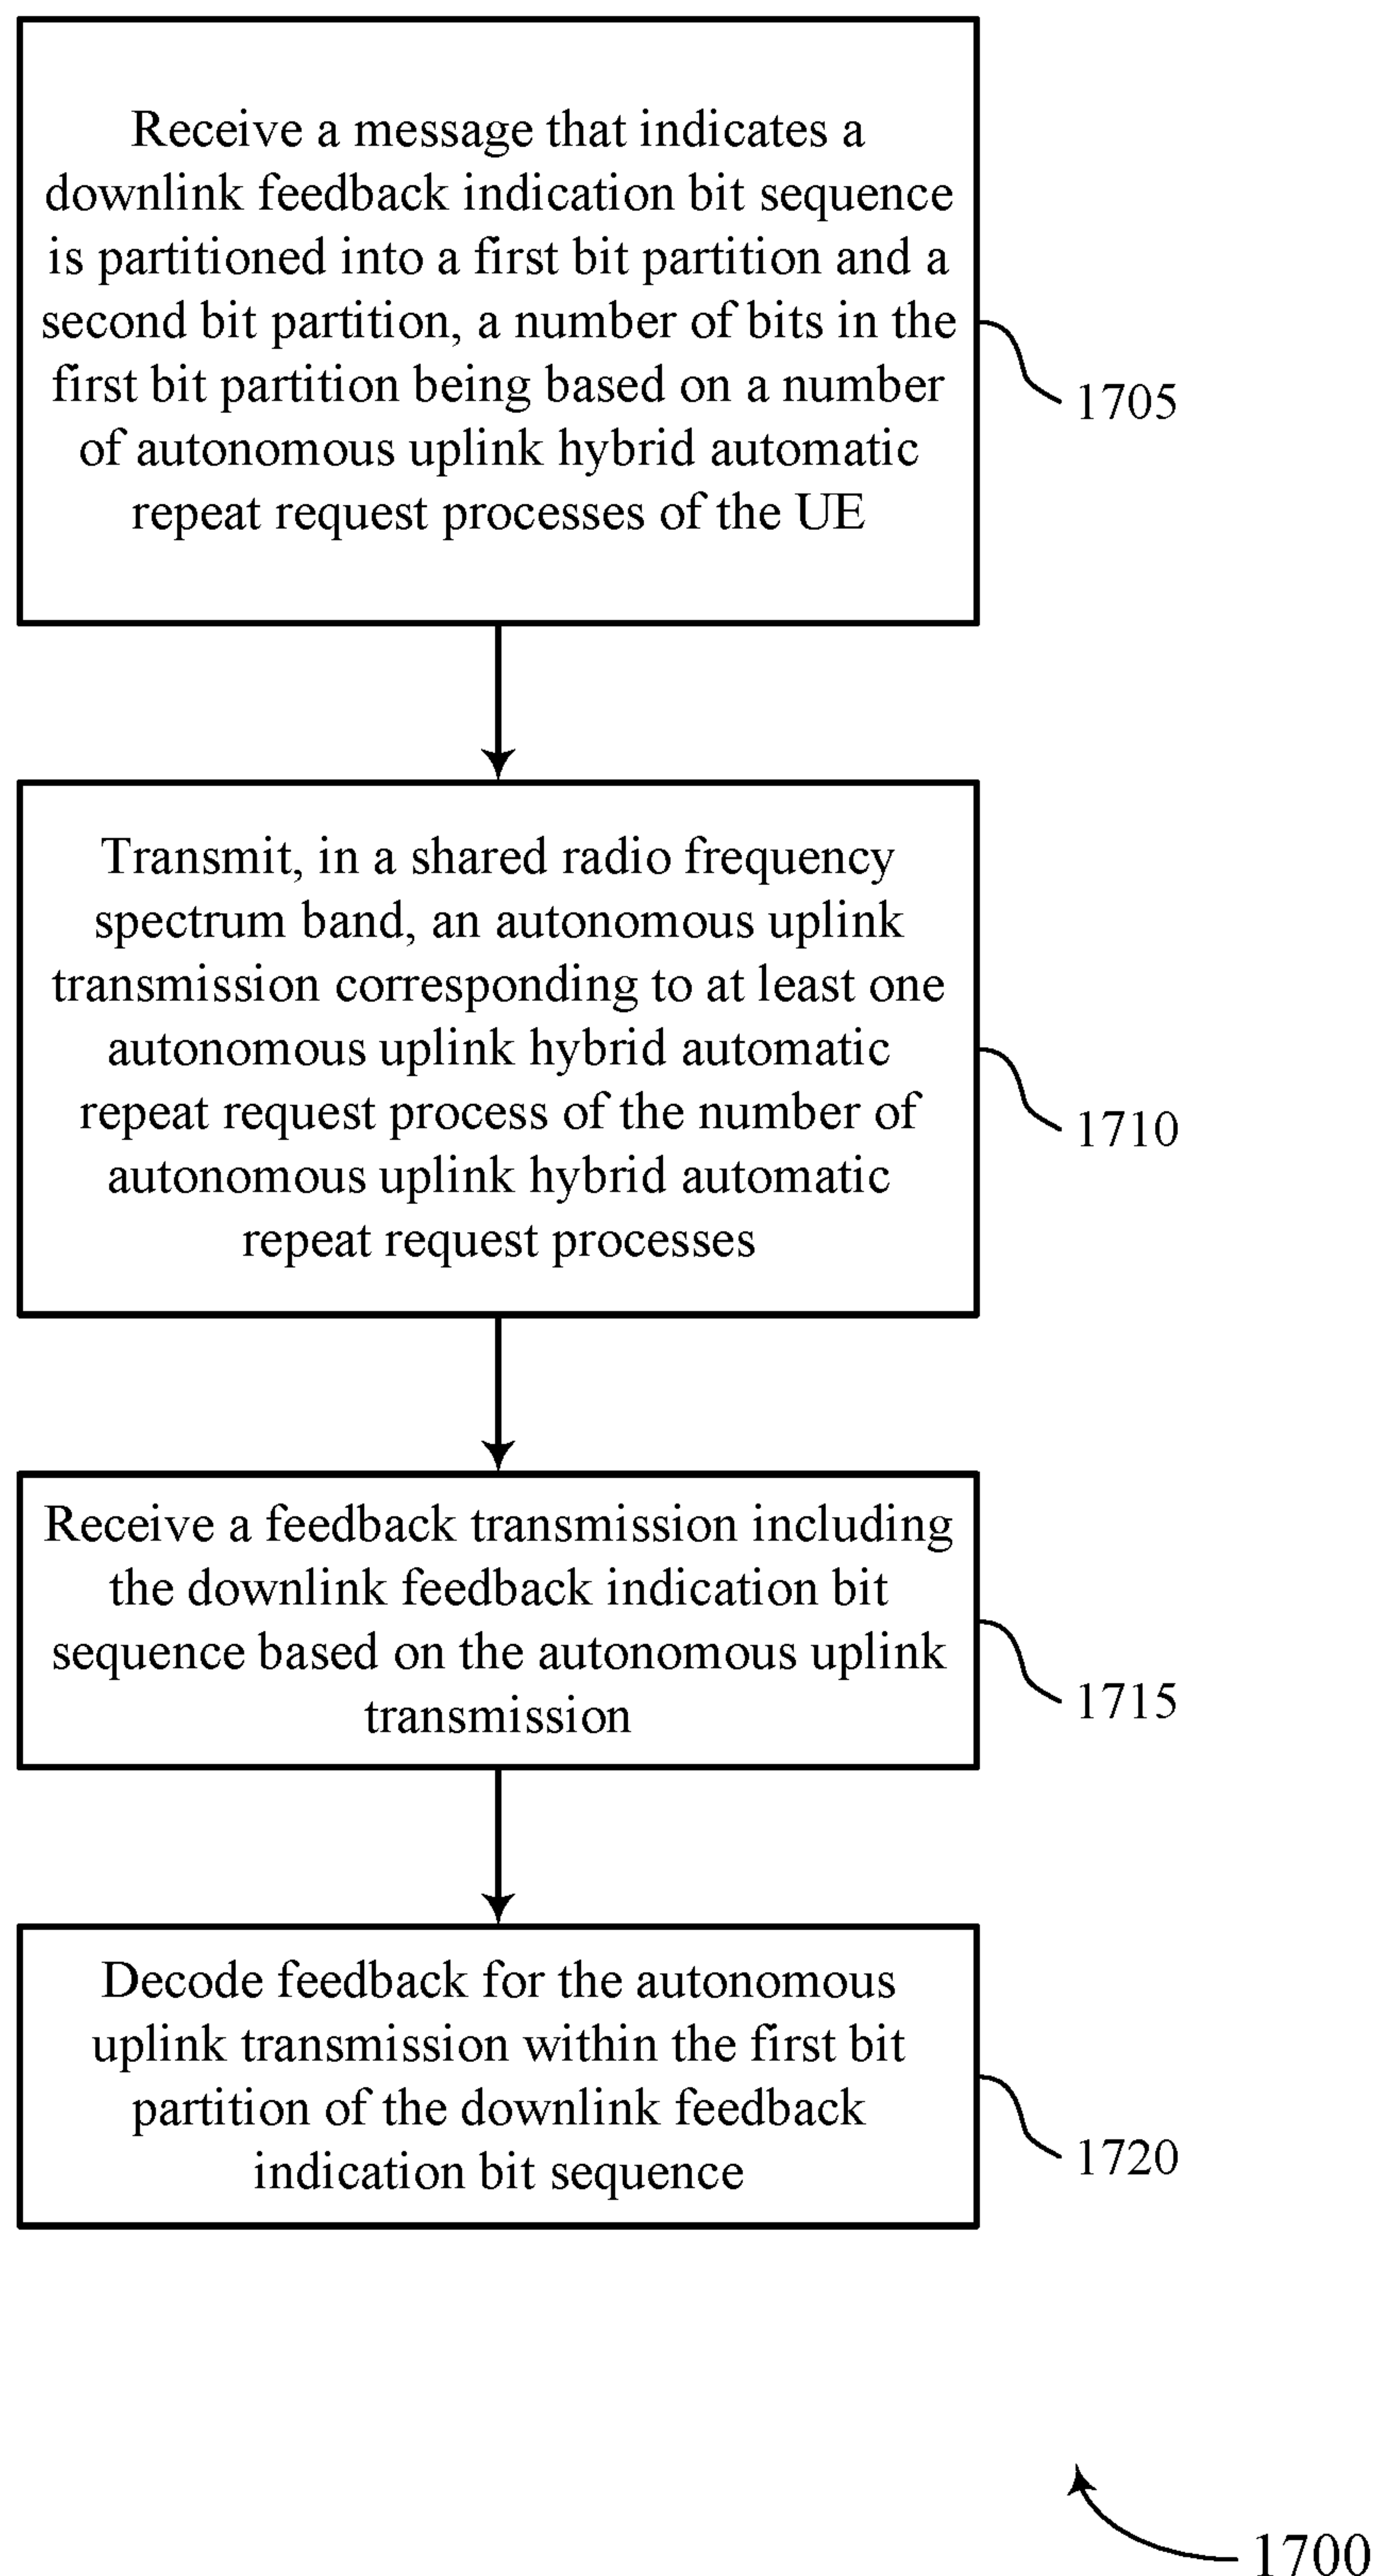 Receive a message that indicates a
downlink feedback indication bit sequence
is partitioned into a first bit partition and a
second bit partition, a number of bits in the
first bit partition being based on a number
of autonomous uplink hybrid automatic
repeat request processes of the UE
1705
Transmit, in a shared radio frequency
spectrum band, an autonomous uplink
transmission corresponding to at least one
autonomous uplink hybrid automatic
repeat request process of the number of
autonomous uplink hybrid automatic
repeat request processes
1710
Receive a feedback transmission including
the downlink feedback indication bit
sequence based on the autonomous uplink
transmission
1715
Decode feedback for the autonomous
uplink transmission within the first bit
partition of the downlink feedback
indication bit sequence
1720
1700